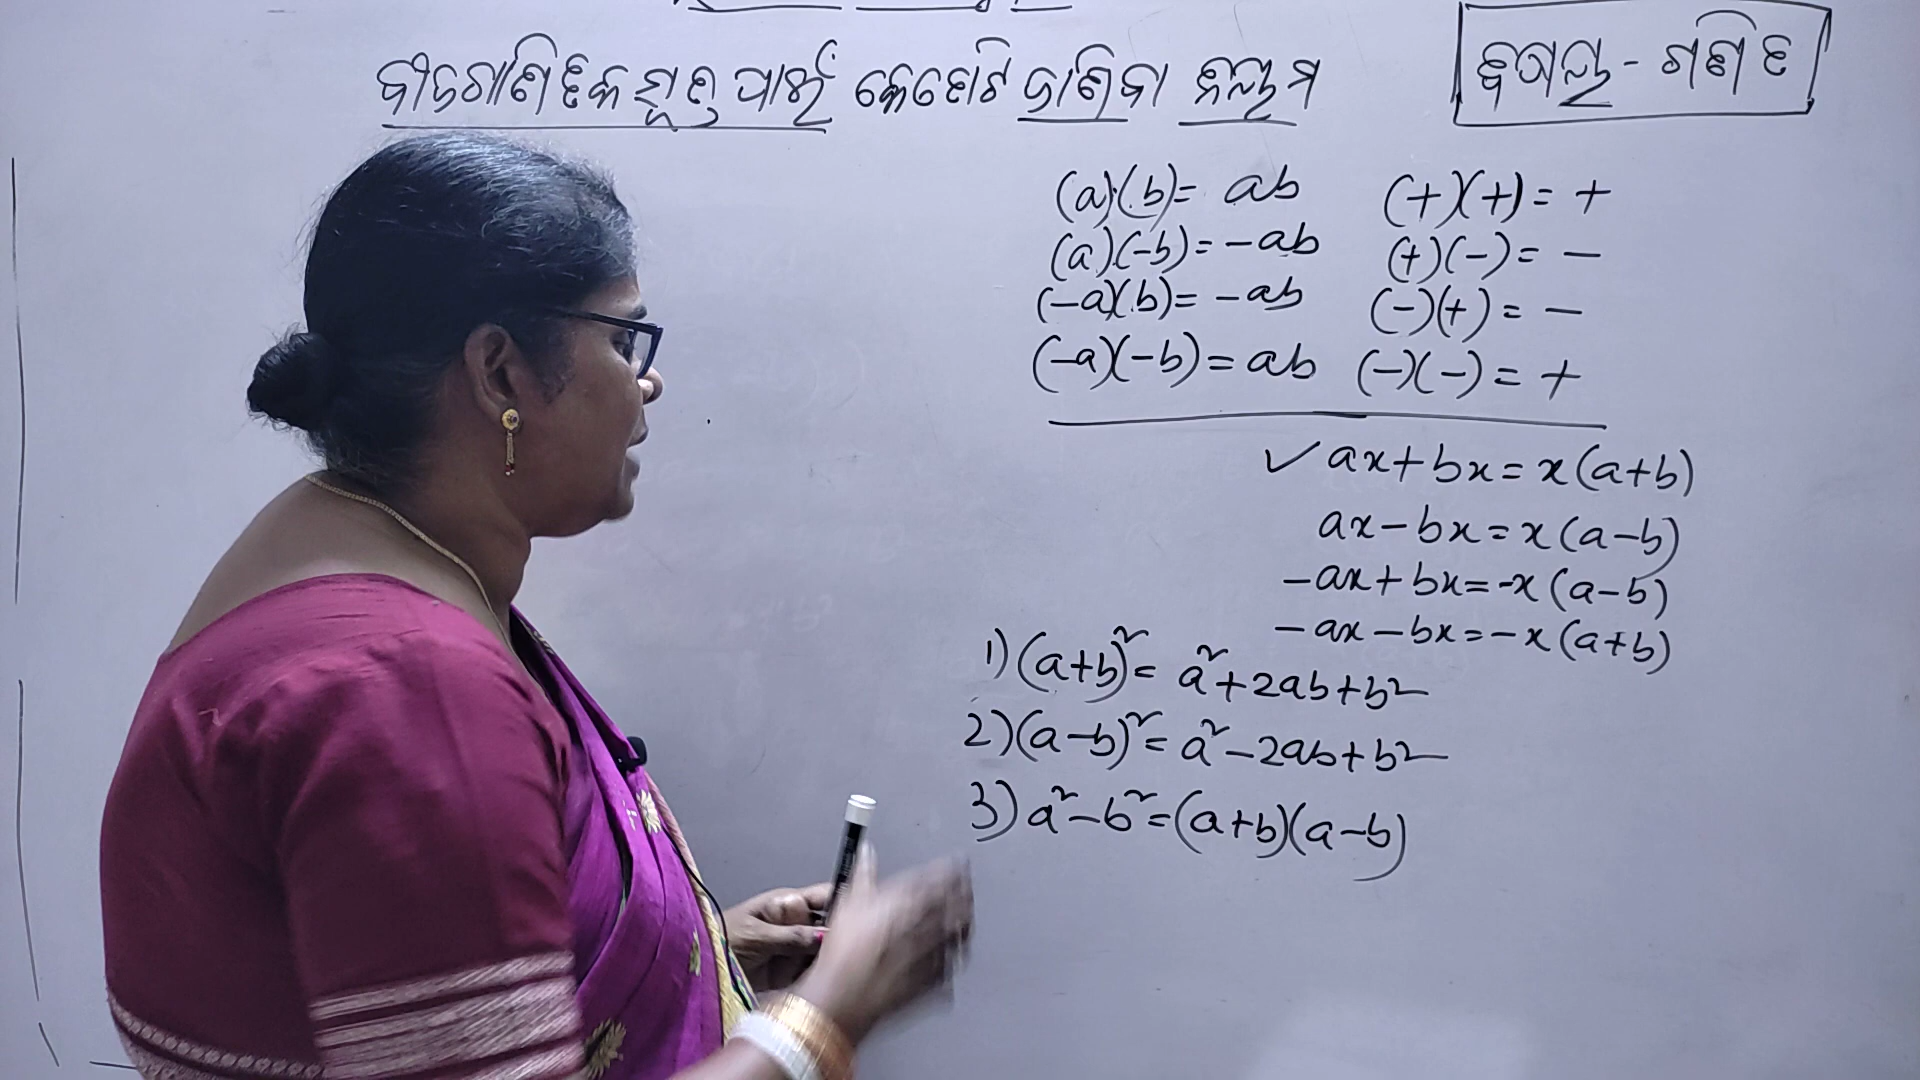 ବୀଜଗାଣିତିକ ସୂତ୍ର ପାଇଁ କେତୋଟି ଜାଣିବା ନିୟମ
ଗଣିତ
(a)(b)= ab
(a)(-b)= -ab
(-a)(b)= -ab
(-a)(-b)= ab
(+)(+)= +
(+)(-)= -
(-)(+)= -
(-)(-)= +
✓ ax+bx= x(a+b)
ax-bx= x(a-b)
-ax+bx=-x(a-b)
-ax-bx=-x(a+b)
1)(a+b)²= a²+2ab+b²
2)(a-b)²= a²-2ab+b²
3)a²-b²=(a+b)(a-b)